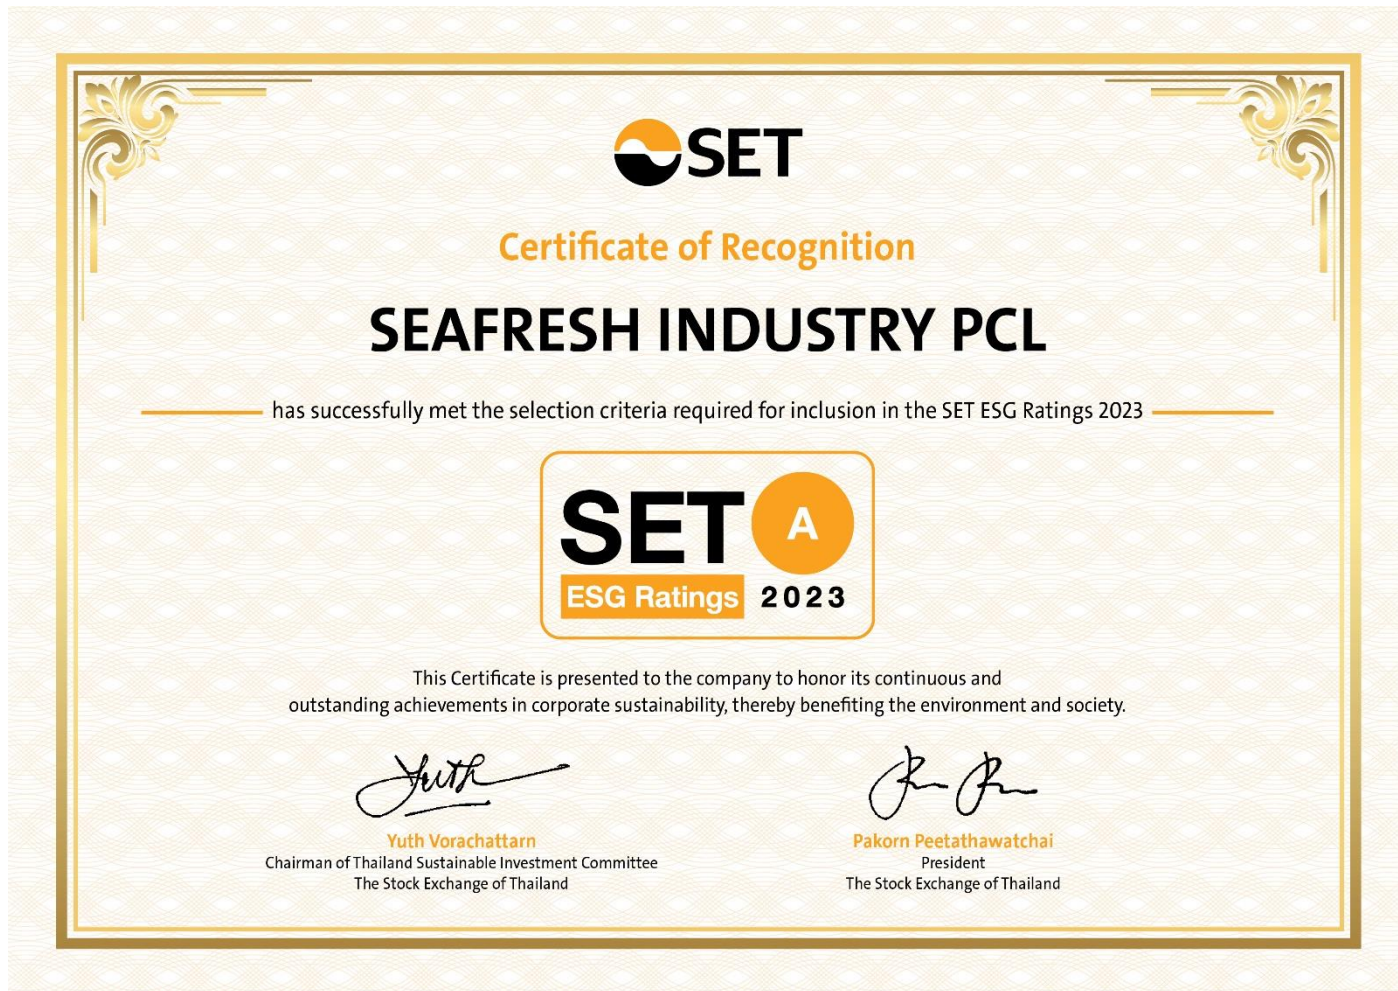 SET
Certificate of Recognition
SEAFRESH INDUSTRY PCL
has successfully met the selection criteria required for inclusion in the SET ESG Ratings 2023
SET A
ESG Ratings 2023
This Certificate is presented to the company to honor its continuous and
outstanding achievements in corporate sustainability, thereby benefiting the environment and society.
Yuth
Yuth Vorachattarn
Chairman of Thailand Sustainable Investment Committee
The Stock Exchange of Thailand
Pakorn Peetathawatchai
President
The Stock Exchange of Thailand